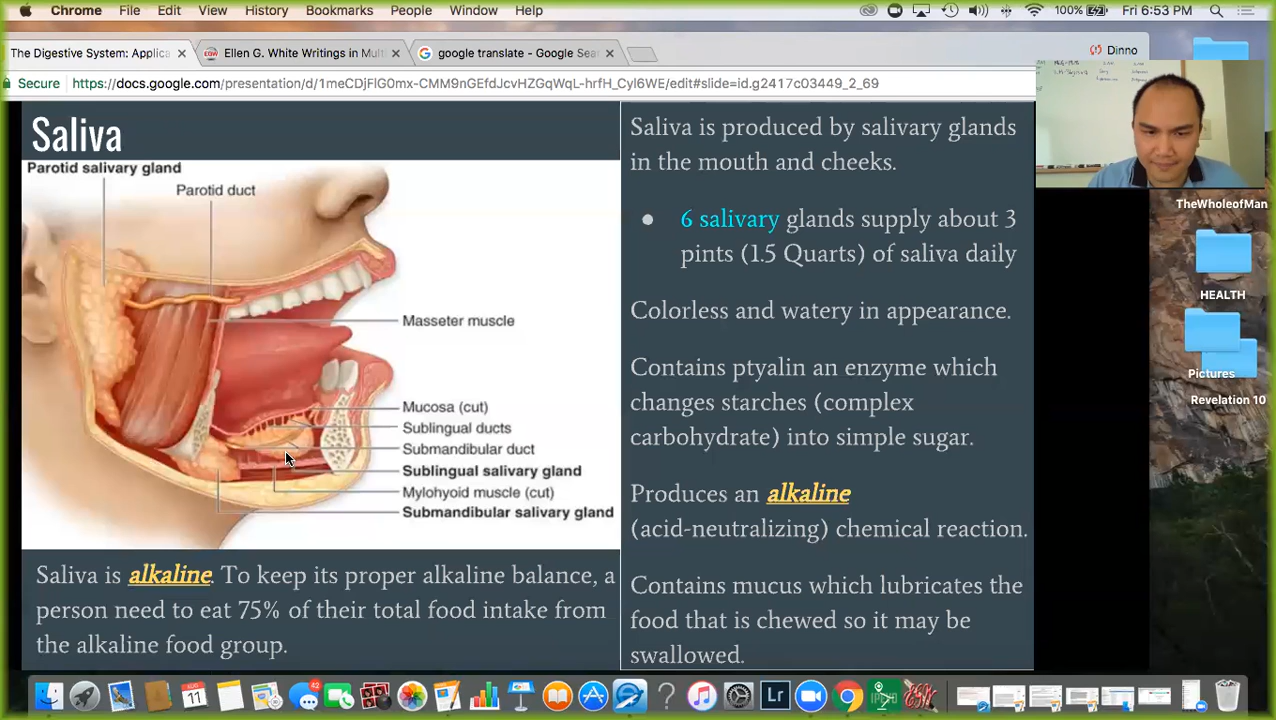 Chrome File Edit View History Bookmarks People Window Help 100% Fri 6:53 PM
The Digestive System: Applica × Ellen G. White Writings in Mult × google translate - Google Sea × Dinno
Secure https://docs.google.com/presentation/d/1meCDjFlGOHx-CMM9nGEfdJcvHZGqWqL-hrfH_Cyl6WE/edit#slide=id.g2417c03449_2_69
Saliva
Parotid salivary gland
Parotid duct
Masseter muscle
Mucosa (cut)
Sublingual ducts
Submandibular duct
Sublingual salivary gland
Mylohyoid muscle (cut)
Submandibular salivary gland
Saliva is alkaline. To keep its proper alkaline balance, a
person need to eat 75% of their total food intake from
the alkaline food group.
Saliva is produced by salivary glands
in the mouth and cheeks.
● 6 salivary glands supply about 3
pints (1.5 Quarts) of saliva daily
Colorless and watery in appearance.
Contains ptyalin an enzyme which
changes starches (complex
carbohydrate) into simple sugar.
Produces an alkaline
(acid-neutralizing) chemical reaction.
Contains mucus which lubricates the
food that is chewed so it may be
swallowed.
TheWholeofMan
HEALTH
Pictures
Revelation 10
42
11
Lr